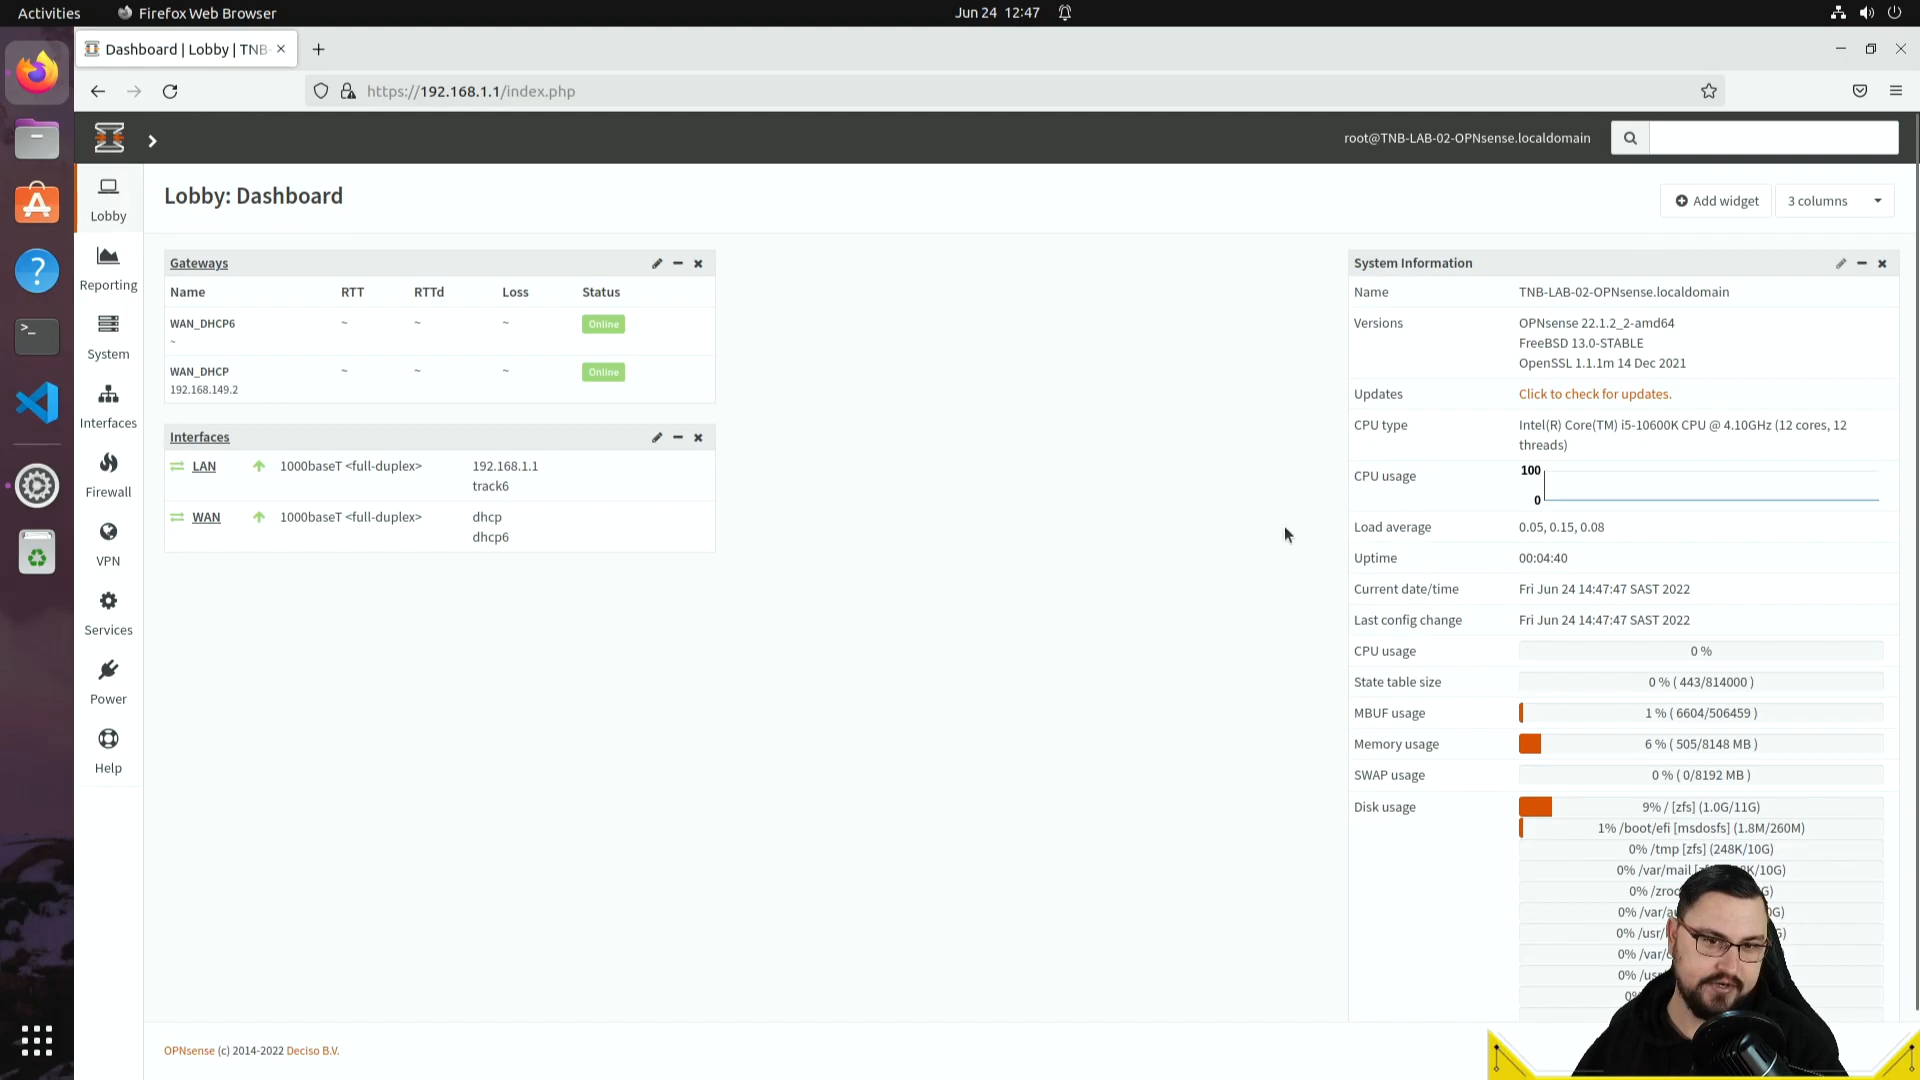 Activities
Firefox Web Browser
Jun 24 12:47
Dashboard | Lobby | TNB-
https://192.168.1.1/index.php
root@TNB-LAB-02-OPNsense.localdomain
Lobby
Reporting
System
Interfaces
Firewall
VPN
Services
Power
Help
Lobby: Dashboard
Add widget
3 columns
Gateways
Name RTT RTTd Loss Status
WAN_DHCP6 ~ ~ ~ Online
~
WAN_DHCP ~ ~ ~ Online
192.168.149.2
Interfaces
LAN 1000baseT <full-duplex> 192.168.1.1
track6
WAN 1000baseT <full-duplex> dhcp
dhcp6
System Information
Name TNB-LAB-02-OPNsense.localdomain
Versions OPNsense 22.1.2_2-amd64
FreeBSD 13.0-STABLE
OpenSSL 1.1.1m 14 Dec 2021
Updates Click to check for updates.
CPU type Intel(R) Core(TM) i5-10600K CPU @ 4.10GHz (12 cores, 12
threads)
CPU usage 100
0
Load average 0.05, 0.15, 0.08
Uptime 00:04:40
Current date/time Fri Jun 24 14:47:47 SAST 2022
Last config change Fri Jun 24 14:47:47 SAST 2022
CPU usage 0 %
State table size 0 % ( 443/814000 )
MBUF usage 1 % ( 6604/506459 )
Memory usage 6 % ( 505/8148 MB )
SWAP usage 0 % ( 0/8192 MB )
Disk usage 9% / [zfs] (1.0G/11G)
1% /boot/efi [msdosfs] (1.8M/260M)
0% /tmp [zfs] (248K/10G)
0% /var/mail
0%
0%
0%
0%
0%
OPNsense (c) 2014-2022 Deciso B.V.